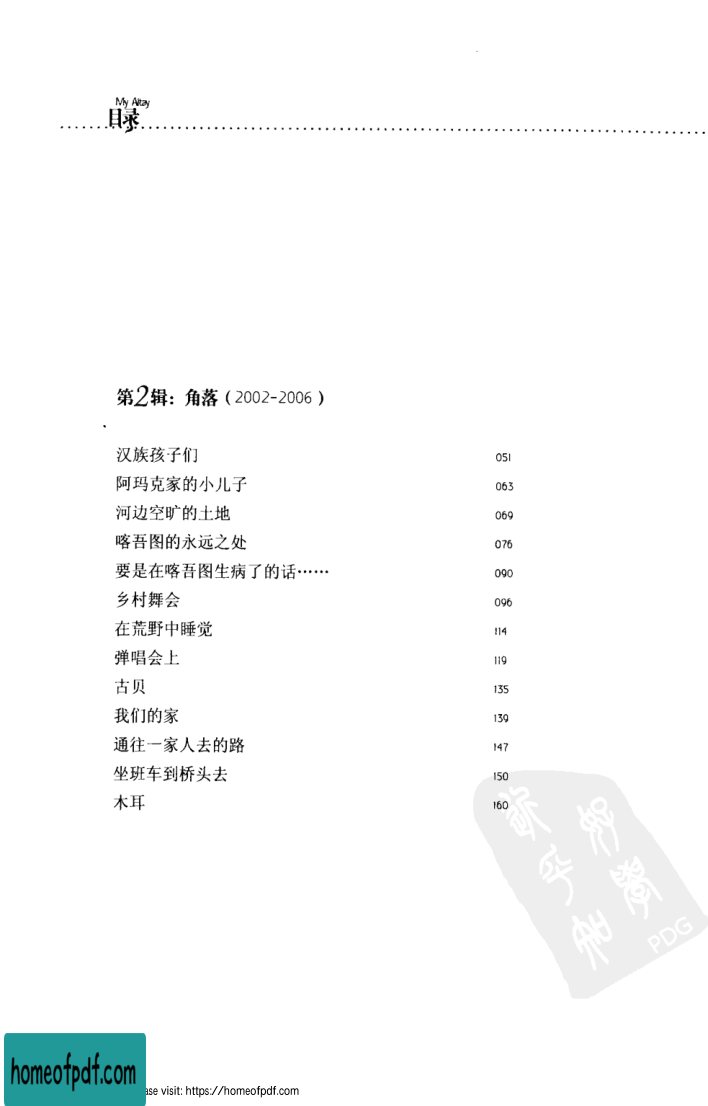 My Altay
目录
第2辑：角落（2002-2006）
汉族孩子们 051
阿玛克家的小儿子 063
河边空旷的土地 069
喀吾图的永远之处 076
要是在喀吾图生病了的话…… 090
乡村舞会 096
在荒野中睡觉 114
弹唱会上 119
古贝 135
我们的家 139
通往一家人去的路 147
坐班车到桥头去 150
木耳 160
PDG
homeofpdf.com
ase visit: https://homeofpdf.com